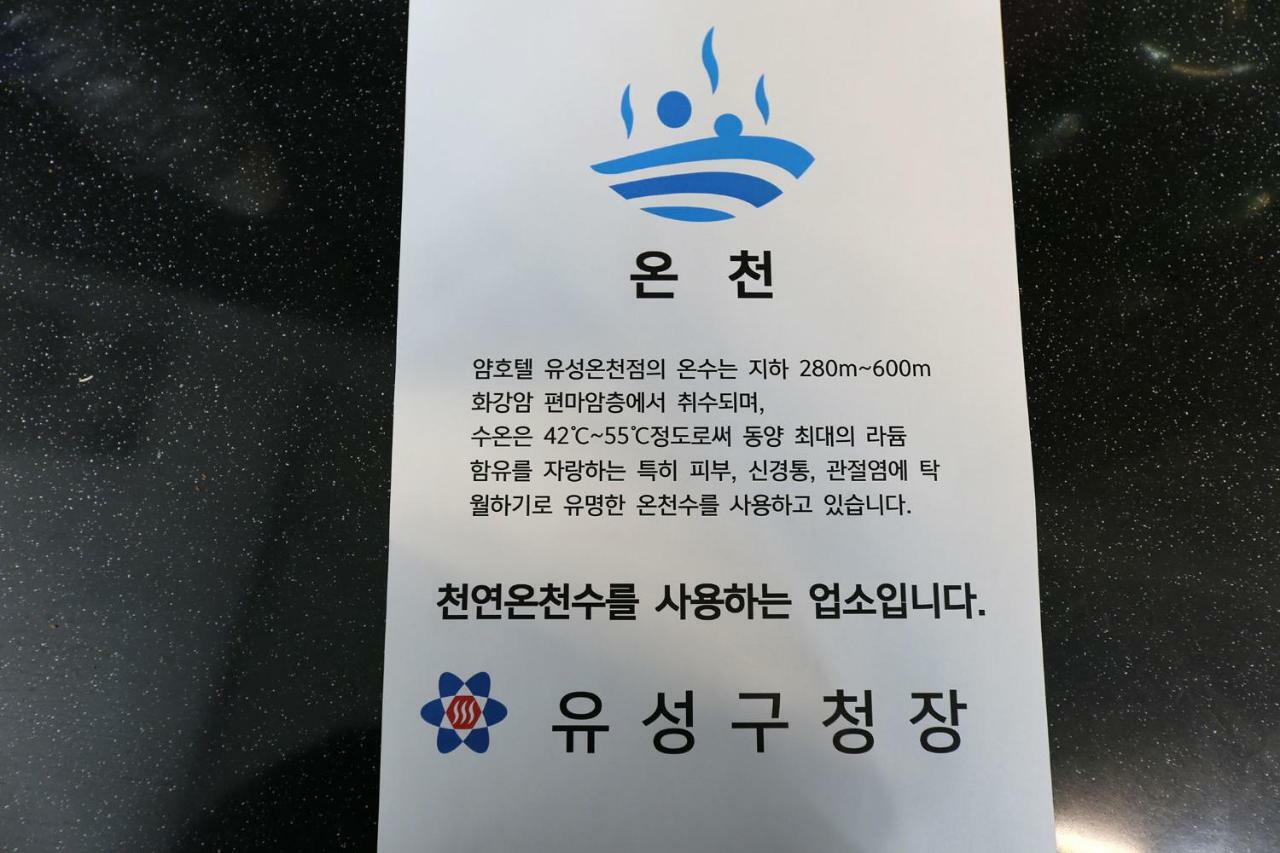 온 천
얌호텔 유성온천점의 온수는 지하 280m~600m
화강암 편마암층에서 취수되며,
수온은 42℃~55℃정도로써 동양 최대의 라듐
함유를 자랑하는 특히 피부, 신경통, 관절염에 탁
월하기로 유명한 온천수를 사용하고 있습니다.
천연온천수를 사용하는 업소입니다.
유성구청장